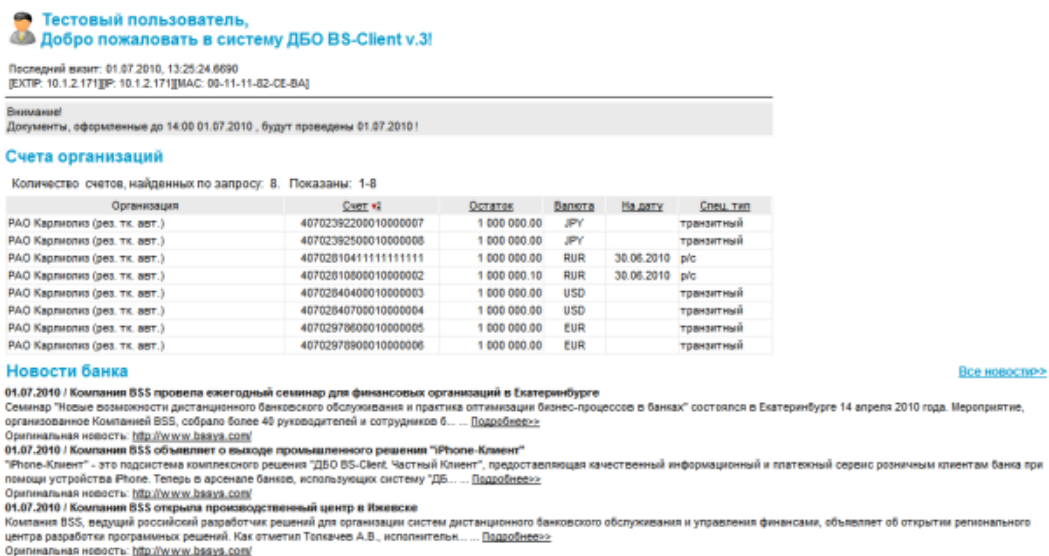 Тестовый пользователь,
Добро пожаловать в систему ДБО BS-Client v.3!
Последний визит: 01.07.2010, 13:25:24.6690
[EXTIP: 10.1.2.171][IP: 10.1.2.171][MAC: 00-11-11-82-CE-BA]
Внимание!
Документы, оформленные до 14:00 01.07.2010 , будут проведены 01.07.2010 !
Счета организаций
Количество счетов, найденных по запросу: 8. Показаны: 1-8
Организация Счет Остаток Валюта На дату Спец. тип
РАО Карлиолиз (рез. тк. авт.) 40702392200010000007 1 000 000.00 JPY транзитный
РАО Карлиолиз (рез. тк. авт.) 40702392500010000008 1 000 000.00 JPY транзитный
РАО Карлиолиз (рез. тк. авт.) 40702810411111111111 1 000 000.00 RUR 30.06.2010 р/с
РАО Карлиолиз (рез. тк. авт.) 40702810800010000002 1 000 000.10 RUR 30.06.2010 р/с
РАО Карлиолиз (рез. тк. авт.) 40702840400010000003 1 000 000.00 USD транзитный
РАО Карлиолиз (рез. тк. авт.) 40702840700010000004 1 000 000.00 USD транзитный
РАО Карлиолиз (рез. тк. авт.) 40702978600010000005 1 000 000.00 EUR транзитный
РАО Карлиолиз (рез. тк. авт.) 40702978900010000006 1 000 000.00 EUR транзитный
Новости банка Все новости>>
01.07.2010 / Компания BSS провела ежегодный семинар для финансовых организаций в Екатеринбурге
Семинар "Новые возможности дистанционного банковского обслуживания и практика оптимизации бизнес-процессов в банках" состоялся в Екатеринбурге 14 апреля 2010 года. Мероприятие,
организованное Компанией BSS, собрало более 40 руководителей и сотрудников б... ... Подробнее>>
Оригинальная новость: http://www.bssys.com/
01.07.2010 / Компания BSS объявляет о выходе промышленного решения "iPhone-Клиент"
"iPhone-Клиент" - это подсистема комплексного решения "ДБО BS-Client. Частный Клиент", предоставляющая качественный информационный и платежный сервис розничным клиентам банка при
помощи устройства iPhone. Теперь в арсенале банков, использующих систему "ДБ... ... Подробнее>>
Оригинальная новость: http://www.bssys.com/
01.07.2010 / Компания BSS открыла производственный центр в Ижевске
Компания BSS, ведущий российский разработчик решений для организации систем дистанционного банковского обслуживания и управления финансами, объявляет об открытии регионального
центра разработки программных решений. Как отметил Толкачев А.В., исполнительн... ... Подробнее>>
Оригинальная новость: http://www.bssys.com/